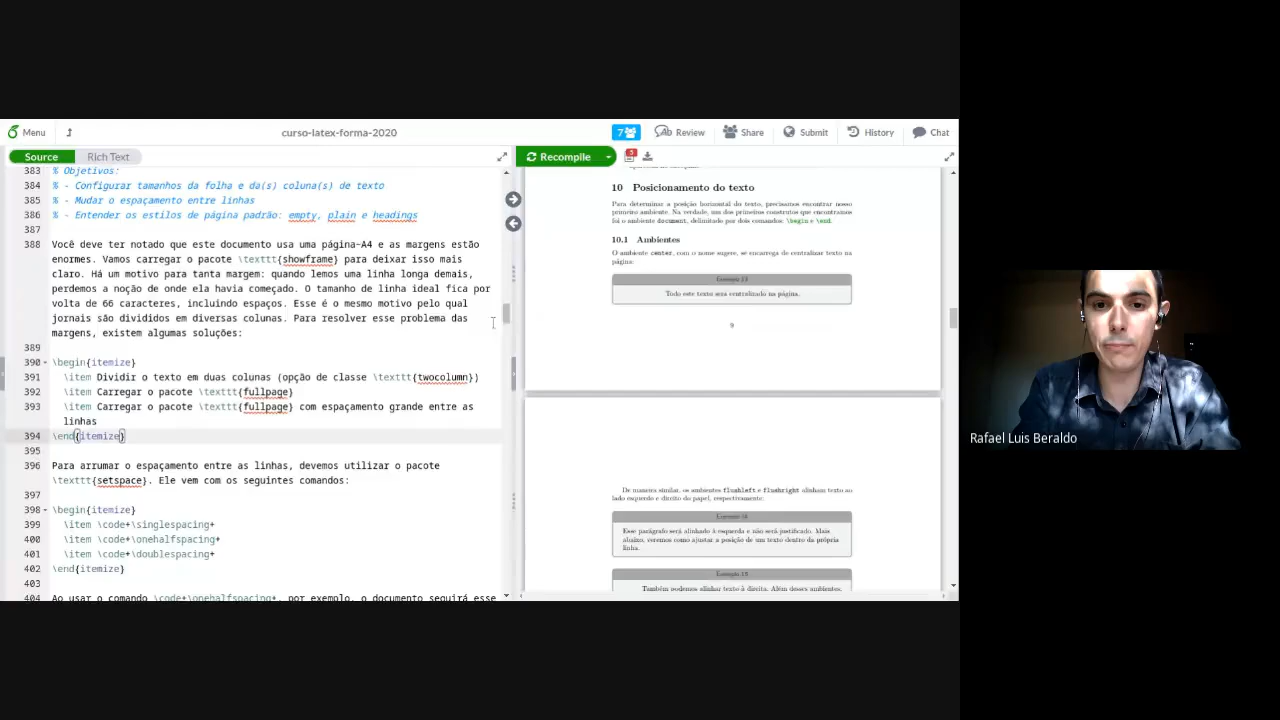 Menu
curso-latex-forma-2020
7
Review
Share
Submit
History
Chat
Source
Rich Text
Recompile
383 % Objetivos:
384 % - Configurar tamanhos da folha e da(s) coluna(s) de texto
385 % - Mudar o espaçamento entre linhas
386 % - Entender os estilos de página padrão: empty, plain e headings
387
388 Você deve ter notado que este documento usa uma página-A4 e as margens estão
enormes. Vamos carregar o pacote \texttt{showframe} para deixar isso mais
claro. Há um motivo para tanta margem: quando lemos uma linha longa demais,
perdemos a noção de onde ela havia começado. O tamanho de linha ideal fica por
volta de 66 caracteres, incluindo espaços. Esse é o mesmo motivo pelo qual
jornais são divididos em diversas colunas. Para resolver esse problema das
margens, existem algumas soluções:
389
390 \begin{itemize}
391 \item Dividir o texto em duas colunas (opção de classe \texttt{twocolumn})
392 \item Carregar o pacote \texttt{fullpage}
393 \item Carregar o pacote \texttt{fullpage} com espaçamento grande entre as
linhas
394 \end{itemize}
395
396 Para arrumar o espaçamento entre as linhas, devemos utilizar o pacote
\texttt{setspace}. Ele vem com os seguintes comandos:
397
398 \begin{itemize}
399 \item \code+\singlespacing+
400 \item \code+\onehalfspacing+
401 \item \code+\doublespacing+
402 \end{itemize}
403
404 Ao usar o comando \code+\onehalfspacing+, por exemplo, o documento seguirá esse
10 Posicionamento do texto
Para determinar a posição horizontal do texto, precisamos encontrar nosso
primeiro ambiente. Na verdade, um dos primeiros construtos que encontramos
foi o ambiente document, delimitado por dois comandos: \begin e \end.
10.1 Ambientes
O ambiente center, com o nome sugere, se encarrega de centralizar texto na
página:
Todo este texto será centralizado na página.
9
De maneira similar, os ambientes flushleft e flushright alinham texto ao
lado esquerdo e direito do papel, respectivamente:
Esse parágrafo será alinhado à esquerda e não será justificado. Mais
abaixo, veremos como ajustar a posição de um texto dentro da própria
linha.
Também podemos alinhar texto à direita. Além desses ambientes,
Rafael Luis Beraldo